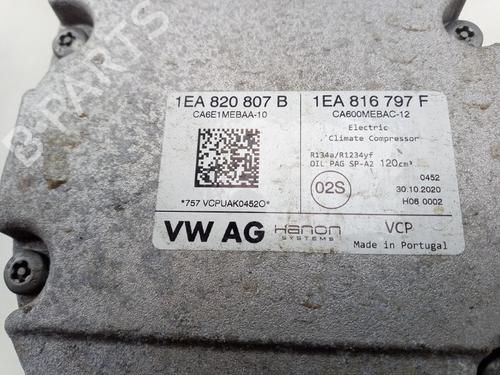 1EA 820 807 B
CA6E1MEBAA-10
*757 VCPUAK0452O*
1EA 816 797 F
CA600MEBAC-12
Electric
Climate Compressor
R134a/R1234yf
OIL PAG SP-A2 120cm³
02S
0452
30.10.2020
H06 0002
VW AG
Hanon
SYSTEMS
VCP
Made in Portugal
B-PARTS